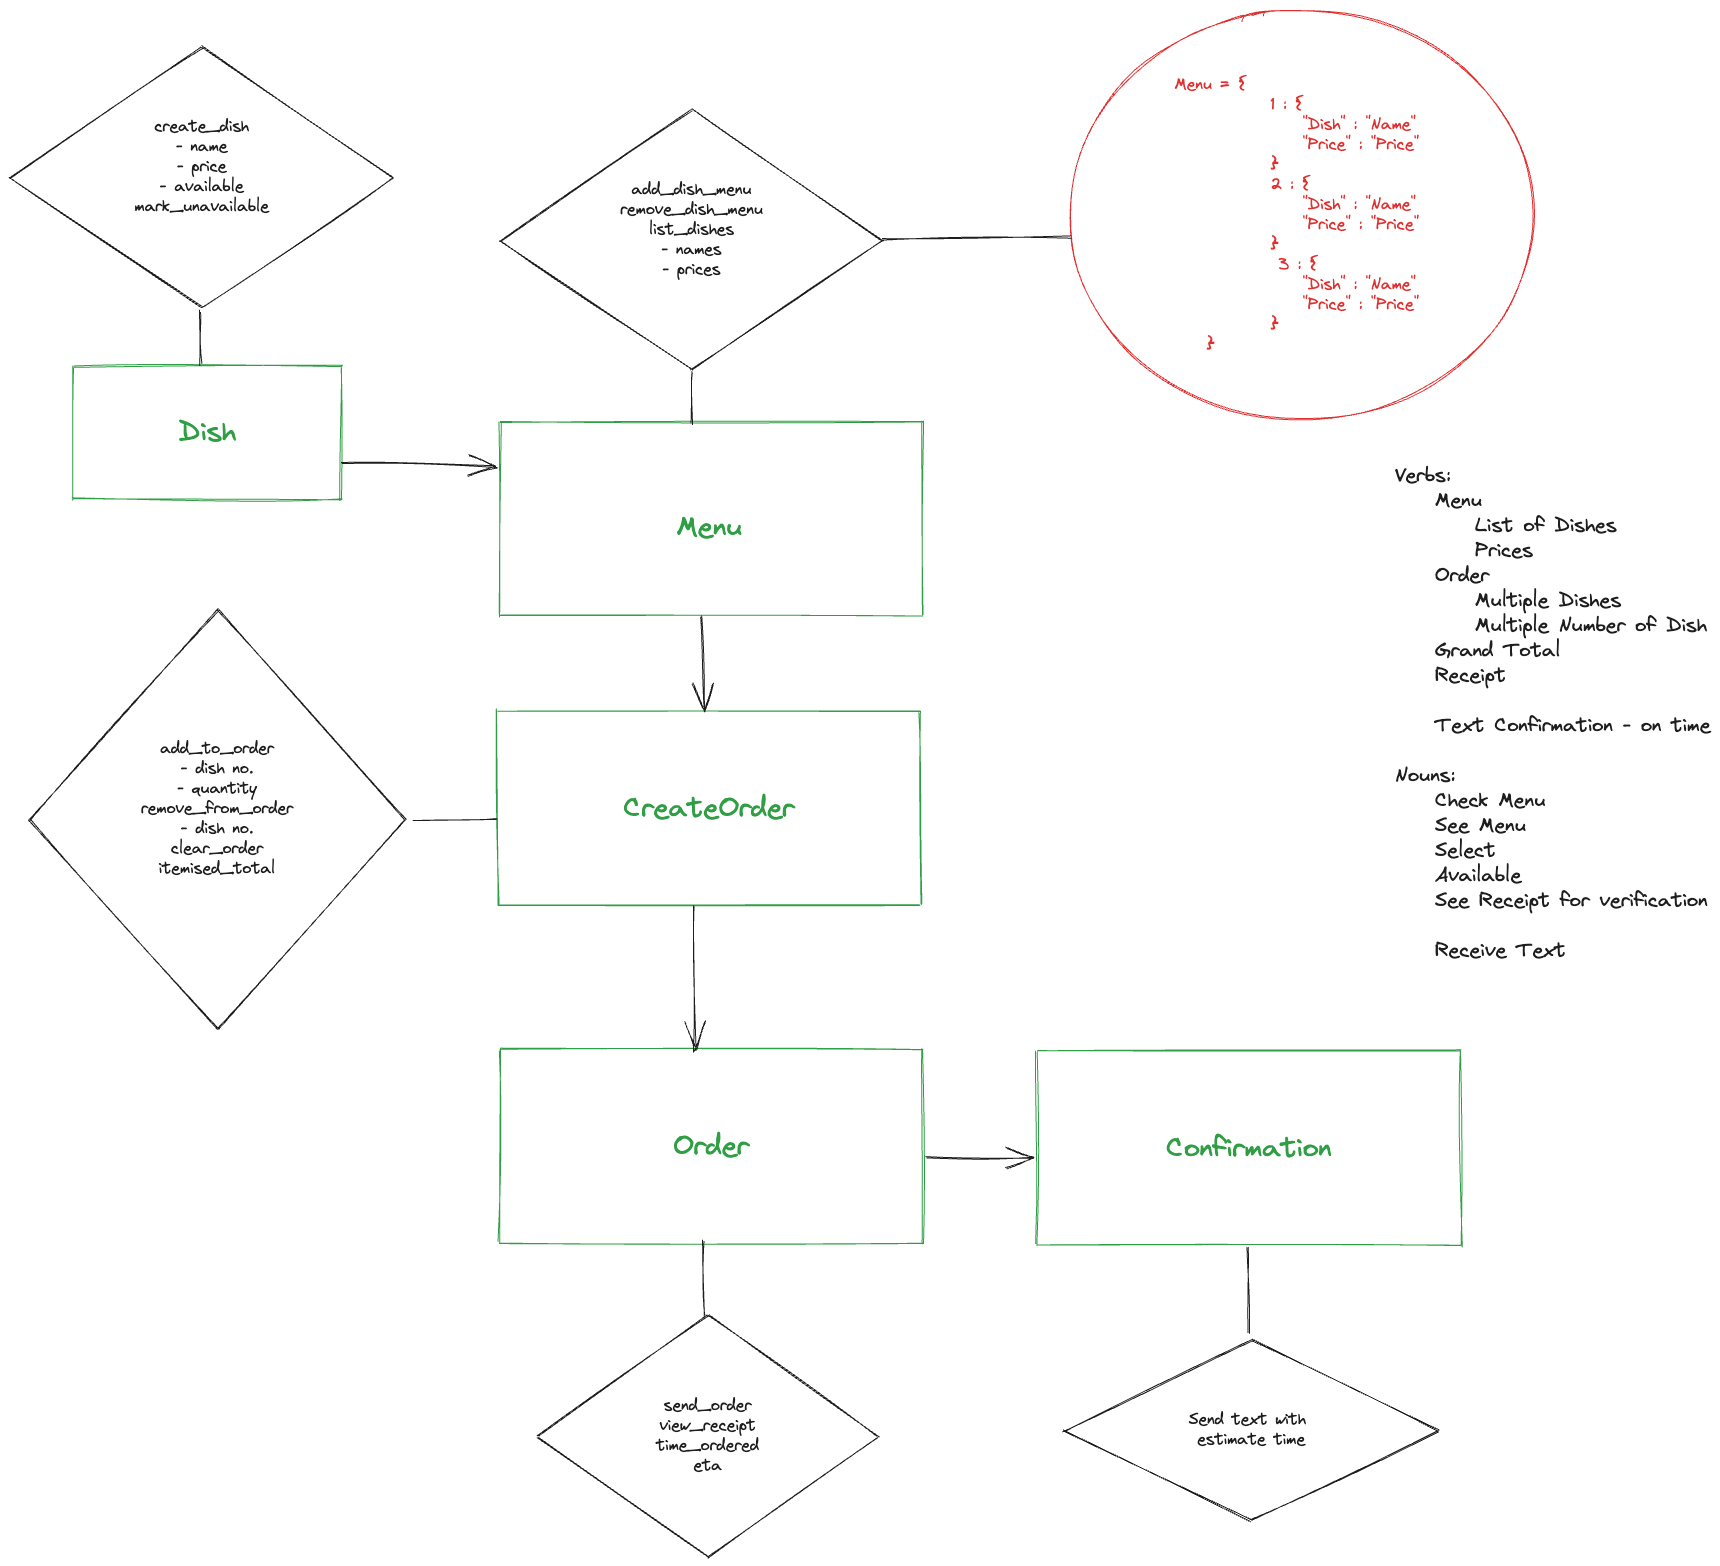 create_dish
- name
- price
- available
mark_unavailable
add_dish_menu
remove_dish_menu
list_dishes
- names
- prices
Menu = {
1 : {
"Dish" : "Name"
"Price" : "Price"
}
2 : {
"Dish" : "Name"
"Price" : "Price"
}
3 : {
"Dish" : "Name"
"Price" : "Price"
}
}
Dish
Menu
Verbs:
Menu
List of Dishes
Prices
Order
Multiple Dishes
Multiple Number of Dish
Grand Total
Receipt
Text Confirmation - on time
Nouns:
Check Menu
See Menu
Select
Available
See Receipt for verification
Receive Text
add_to_order
- dish no.
- quantity
remove_from_order
- dish no.
clear_order
itemised_total
CreateOrder
Order
Confirmation
send_order
view_receipt
time_ordered
eta
Send text with
estimate time